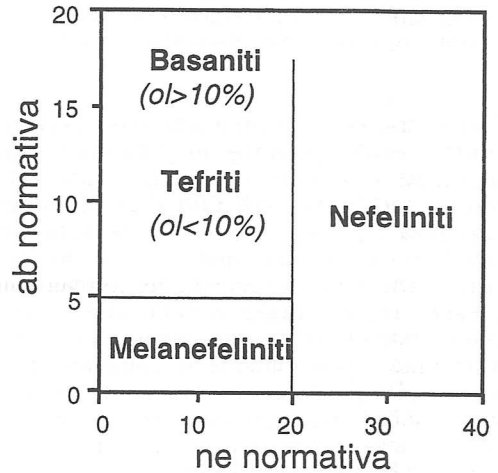 20
Basaniti
(ol>10%)
15
Tefriti
(ol<10%)
10
Nefeliniti
5
Melanefeliniti
0
0
10
20
30
40
ab normativa
ne normativa